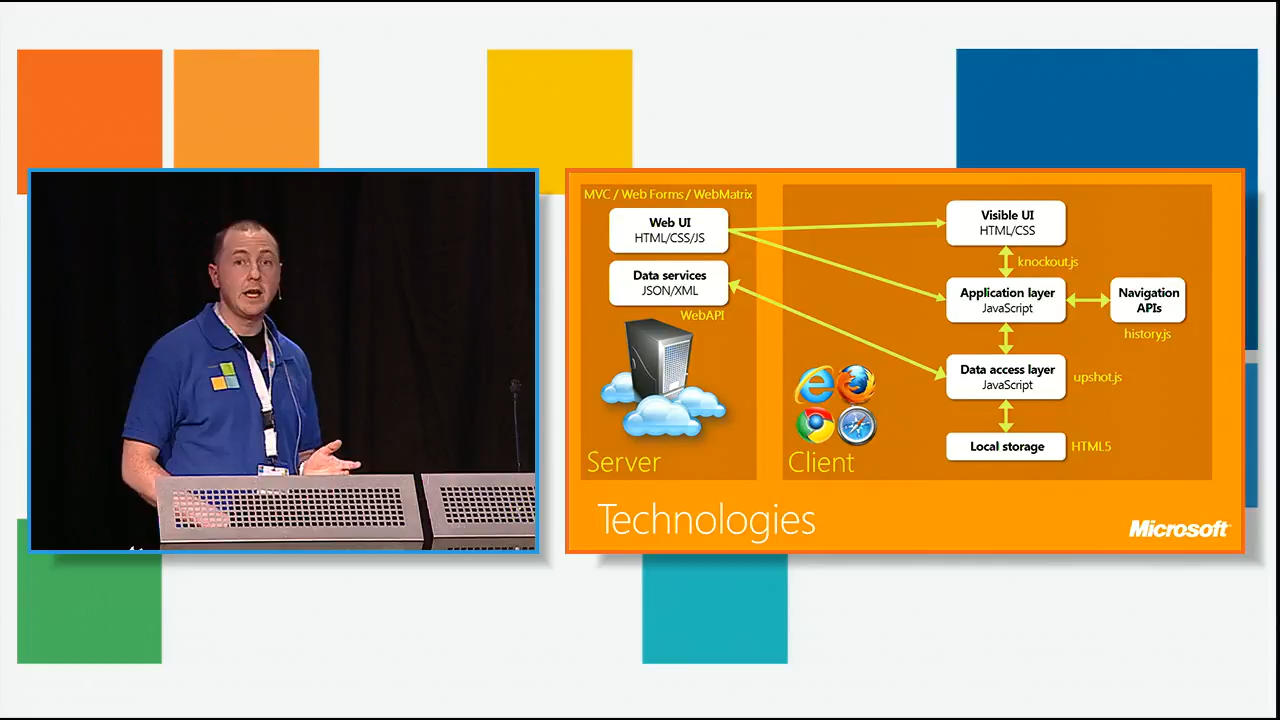 MVC / Web Forms / WebMatrix
Web UI
HTML/CSS/JS
Data services
JSON/XML
WebAPI
Server
Visible UI
HTML/CSS
knockout.js
Application layer
JavaScript
Navigation
APIs
history.js
Data access layer
JavaScript
upshot.js
Local storage
HTML5
Client
Technologies
Microsoft